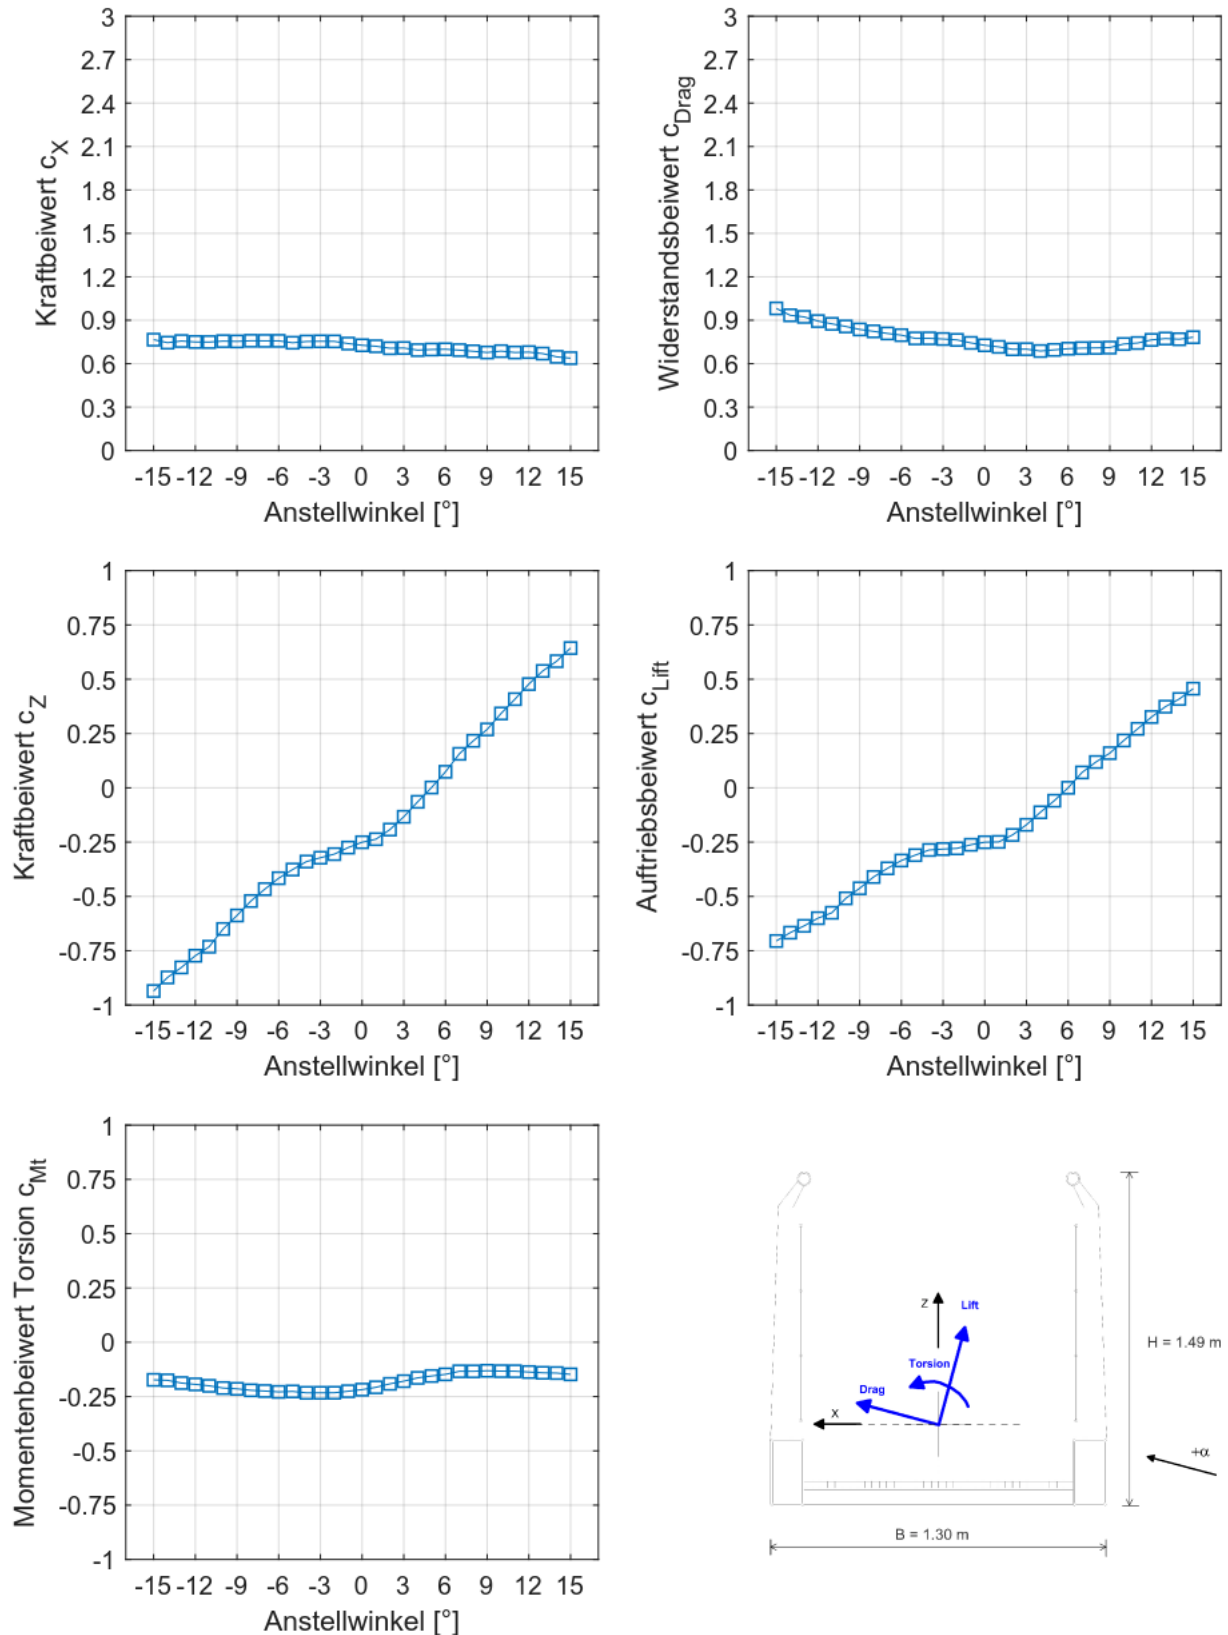 Kraftbeiwert c_X
3
2.7
2.4
2.1
1.8
1.5
1.2
0.9
0.6
0.3
0
-15 -12 -9 -6 -3 0 3 6 9 12 15
Anstellwinkel [°]
Widerstandsbeiwert c_Drag
3
2.7
2.4
2.1
1.8
1.5
1.2
0.9
0.6
0.3
0
-15 -12 -9 -6 -3 0 3 6 9 12 15
Anstellwinkel [°]
Kraftbeiwert c_Z
1
0.75
0.5
0.25
0
-0.25
-0.5
-0.75
-1
-15 -12 -9 -6 -3 0 3 6 9 12 15
Anstellwinkel [°]
Auftriebsbeiwert c_Lift
1
0.75
0.5
0.25
0
-0.25
-0.5
-0.75
-1
-15 -12 -9 -6 -3 0 3 6 9 12 15
Anstellwinkel [°]
Momentenbeiwert Torsion c_Mt
1
0.75
0.5
0.25
0
-0.25
-0.5
-0.75
-1
-15 -12 -9 -6 -3 0 3 6 9 12 15
Anstellwinkel [°]
Z
Lift
Torsion
Drag
X
H = 1.49 m
+α
B = 1.30 m